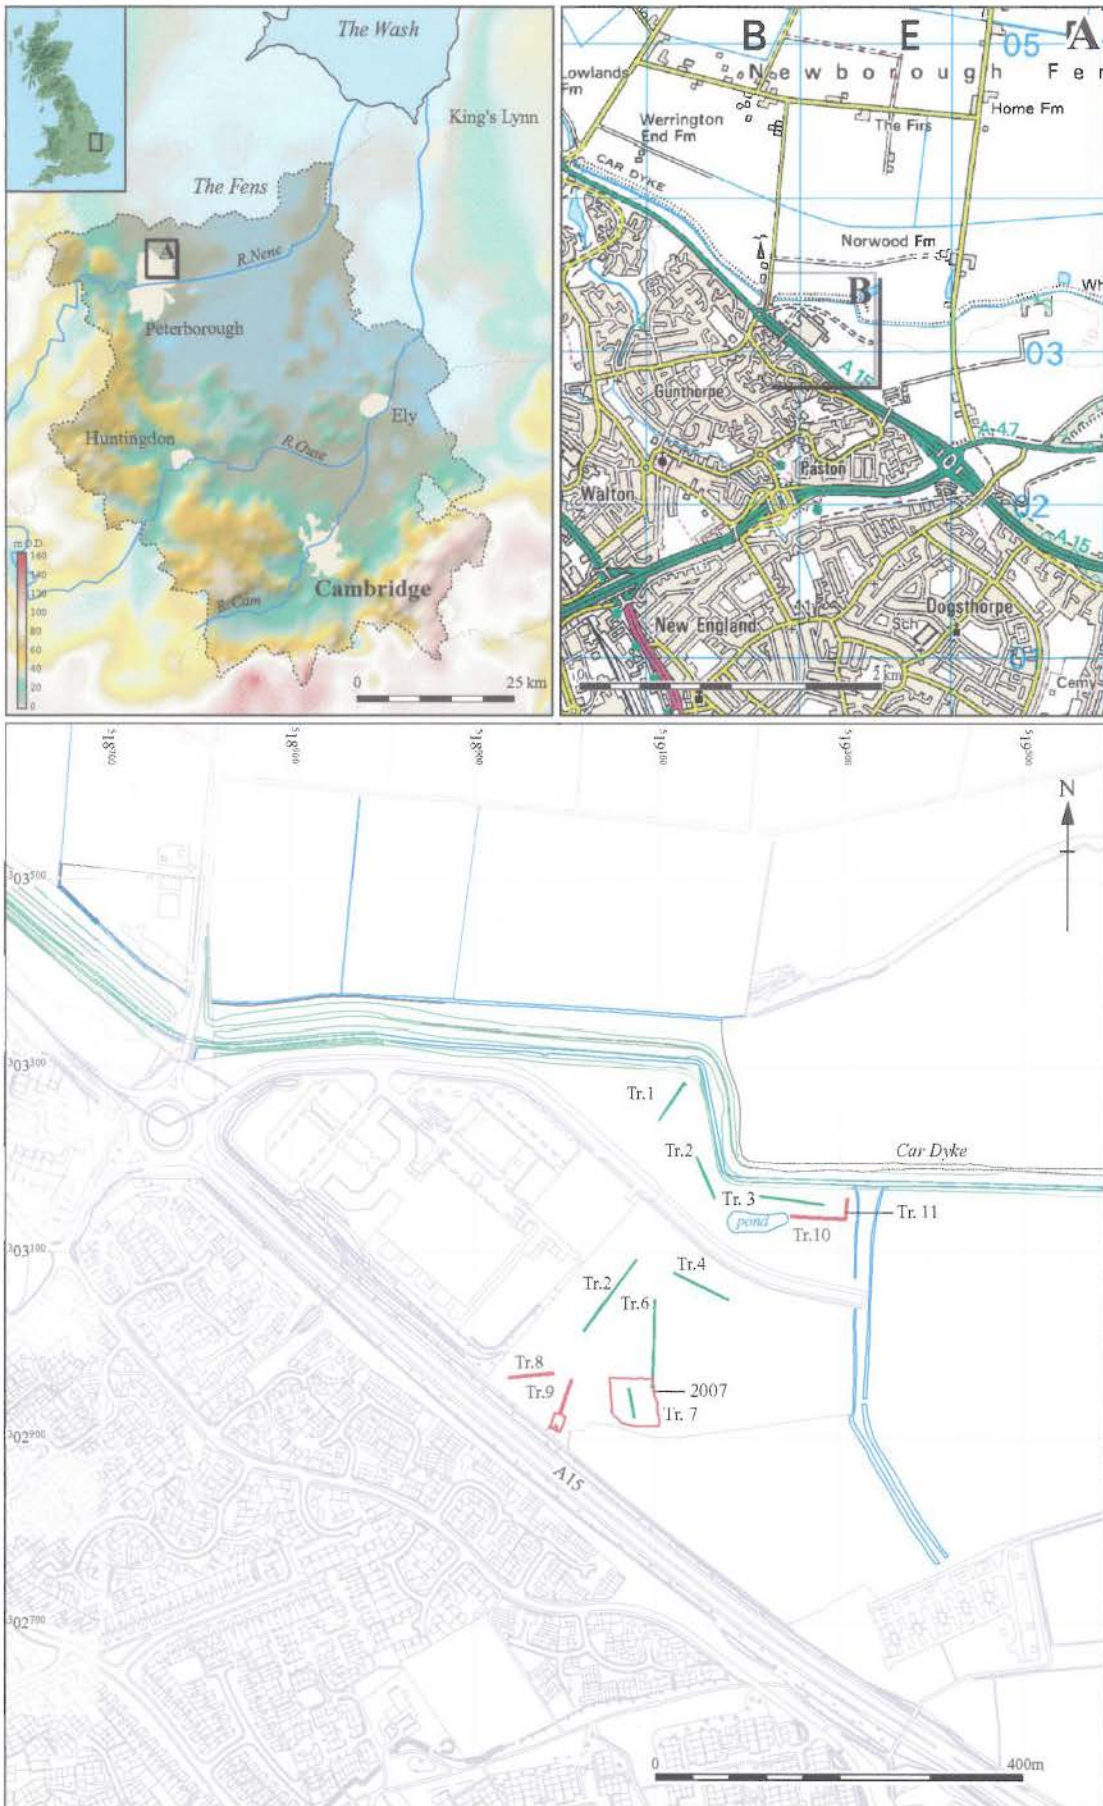 The Wash
King's Lynn
The Fens
A
R.Nene
Peterborough
Huntingdon
R.Ouse
Ely
m O.D.
160
140
120
100
80
60
40
20
0
R.Cam
Cambridge
0 25 km
B E A
05
Newborough Fen
Lowlands
Fm
Home Fm
Werrington
End Fm
The Firs
CAR DYKE
Norwood Fm
B
Wh
03
A 15
Gunthorpe
A 47
Paston
Walton
02
A 15
Dogsthorpe
Sch
New England
01
Cemy
0 2 km
N
Tr.1
Tr.2
Car Dyke
Tr. 3
pond
Tr. 11
Tr.10
Tr.4
Tr.2
Tr.6
Tr.8
Tr.9
2007
Tr. 7
A15
0 400m